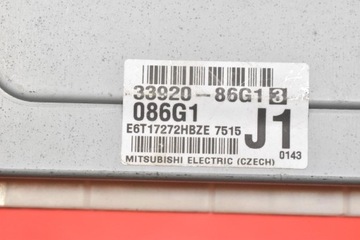 33920-86G1 3
086G1
E6T17272HBZE 7515
J1
0143
MITSUBISHI ELECTRIC (CZECH)